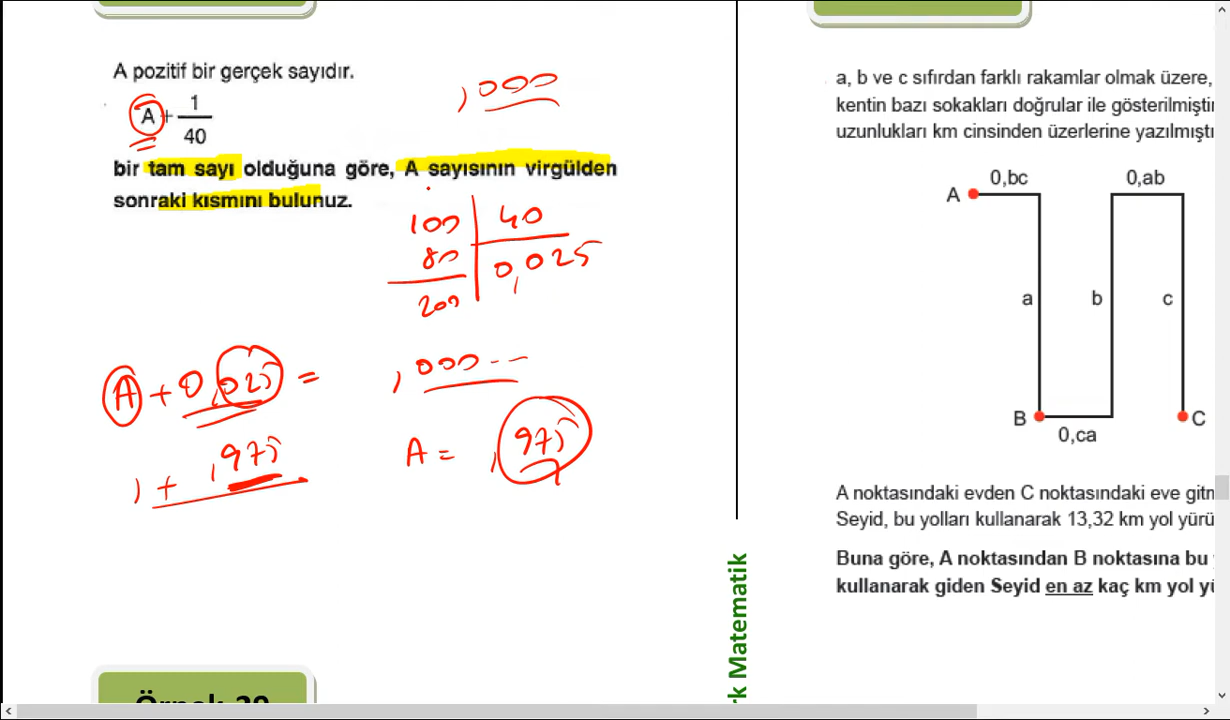 A pozitif bir gerçek sayıdır.
A + 1/40
bir tam sayı olduğuna göre, A sayısının virgülden
sonraki kısmını bulunuz.
,000
100 | 40
80 | 0,025
200
A + 0,025 = ,000--
, + ,975
A = ,975
Örnek 29
a, b ve c sıfırdan farklı rakamlar olmak üzere,
kentin bazı sokakları doğrular ile gösterilmişti
uzunlukları km cinsinden üzerlerine yazılmıştı
A 0,bc 0,ab
a b c
B 0,ca C
A noktasındaki evden C noktasındaki eve gitm
Seyid, bu yolları kullanarak 13,32 km yol yürü
Buna göre, A noktasından B noktasına bu
kullanarak giden Seyid en az kaç km yol yü
rk Matematik